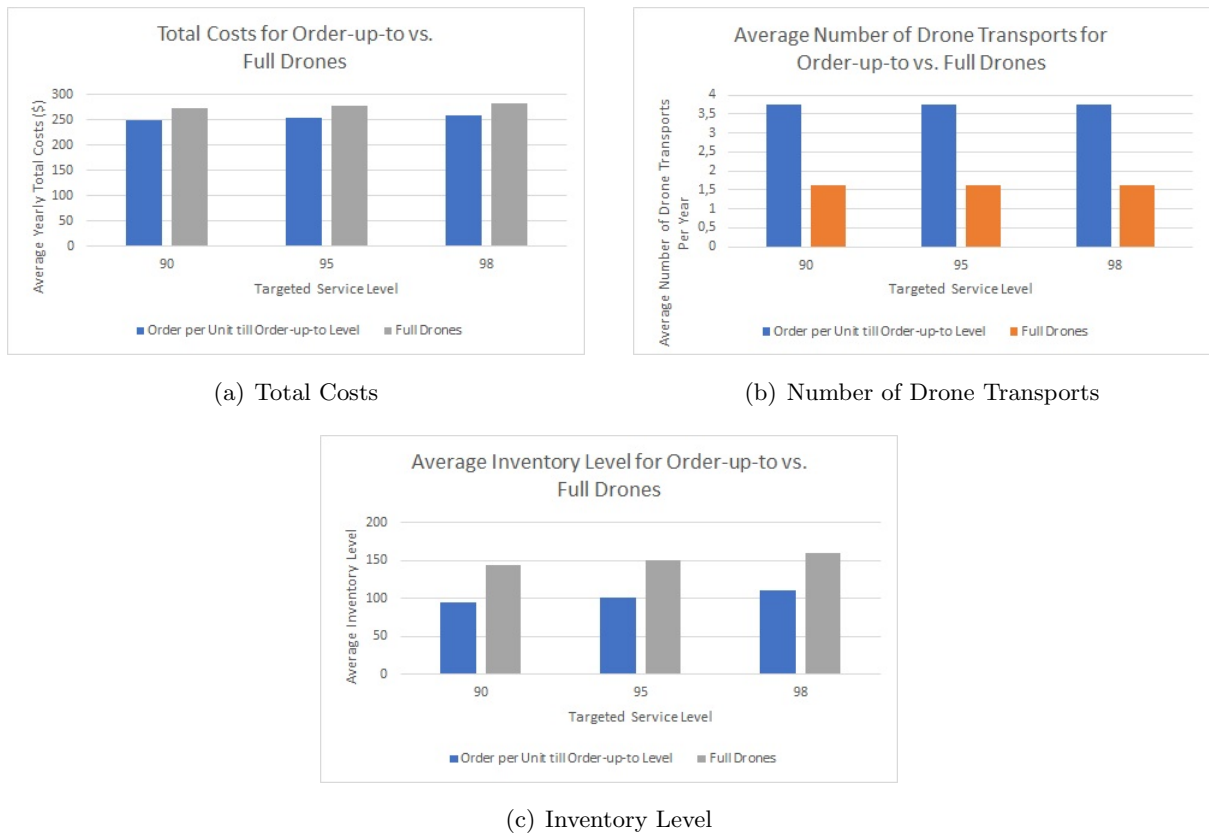 Total Costs for Order-up-to vs.
Full Drones
Average Yearly Total Costs ($)
300
250
200
150
100
50
0
90 95 98
Targeted Service Level
Order per Unit till Order-up-to Level Full Drones
(a) Total Costs
Average Number of Drone Transports for
Order-up-to vs. Full Drones
Average Number of Drone Transports
Per Year
4
3,5
3
2,5
2
1,5
1
0,5
0
90 95 98
Targeted Service Level
Order per Unit till Order-up-to Level Full Drones
(b) Number of Drone Transports
Average Inventory Level for Order-up-to vs.
Full Drones
Average Inventory Level
200
150
100
50
0
90 95 98
Targeted Service Level
Order per Unit till Order-up-to Level Full Drones
(c) Inventory Level